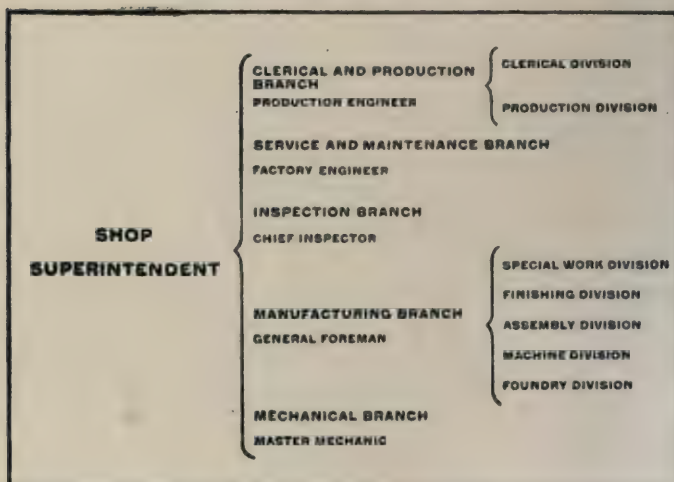 SHOP
SUPERINTENDENT
CLERICAL AND PRODUCTION
BRANCH
PRODUCTION ENGINEER
CLERICAL DIVISION
PRODUCTION DIVISION
SERVICE AND MAINTENANCE BRANCH
FACTORY ENGINEER
INSPECTION BRANCH
CHIEF INSPECTOR
MANUFACTURING BRANCH
GENERAL FOREMAN
SPECIAL WORK DIVISION
FINISHING DIVISION
ASSEMBLY DIVISION
MACHINE DIVISION
FOUNDRY DIVISION
MECHANICAL BRANCH
MASTER MECHANIC